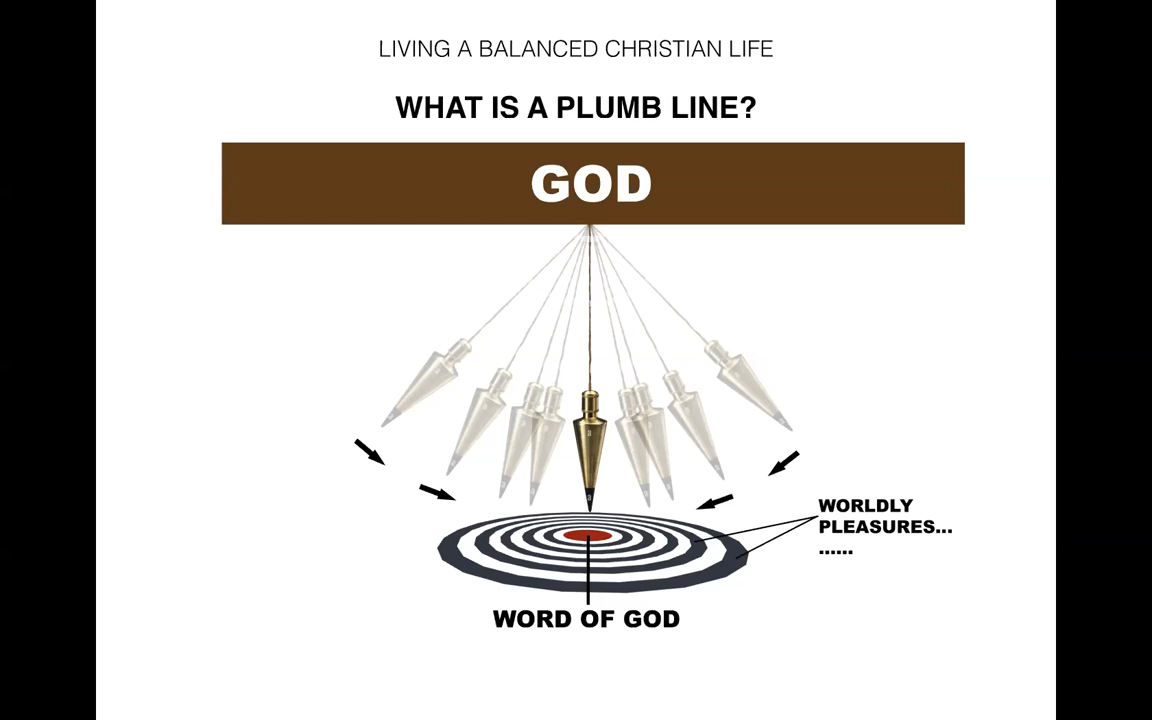 LIVING A BALANCED CHRISTIAN LIFE
WHAT IS A PLUMB LINE?
GOD
WORLDLY
PLEASURES...
......
WORD OF GOD